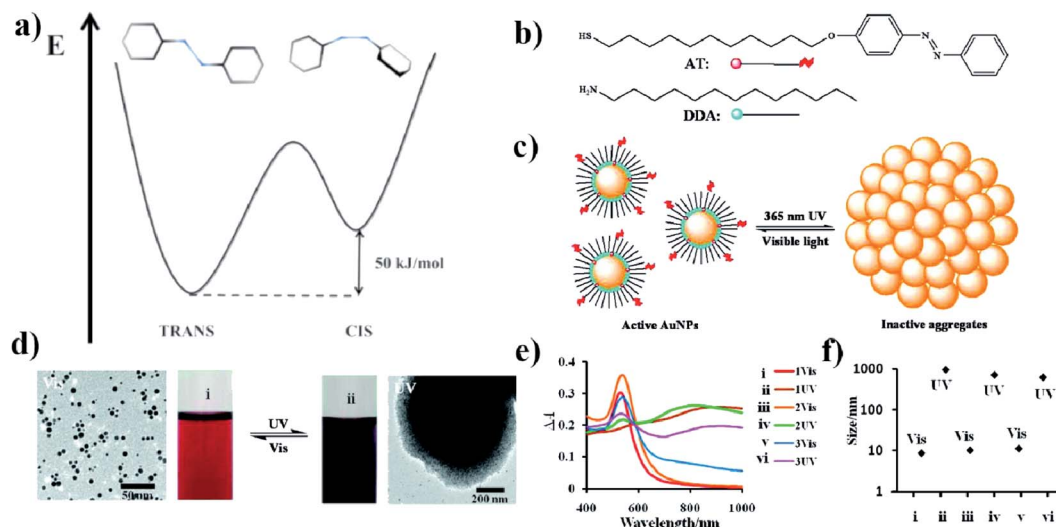 a)
E
50 kJ/mol
TRANS
CIS
b)
HS
O
N
N
AT:
H₂N
DDA:
c)
365 nm UV
Visible light
Active AuNPs
Inactive aggregates
d)
Vis
50nm
i
UV
Vis
ii
UV
200 nm
e)
ΔA
0.4
0.3
0.2
0.1
0
400
600
800
1000
Wavelength/nm
i 1Vis
ii 1UV
iii 2Vis
iv 2UV
v 3Vis
vi 3UV
f)
Size/nm
1000
100
10
1
Vis
UV
Vis
UV
Vis
UV
i ii iii iv v vi